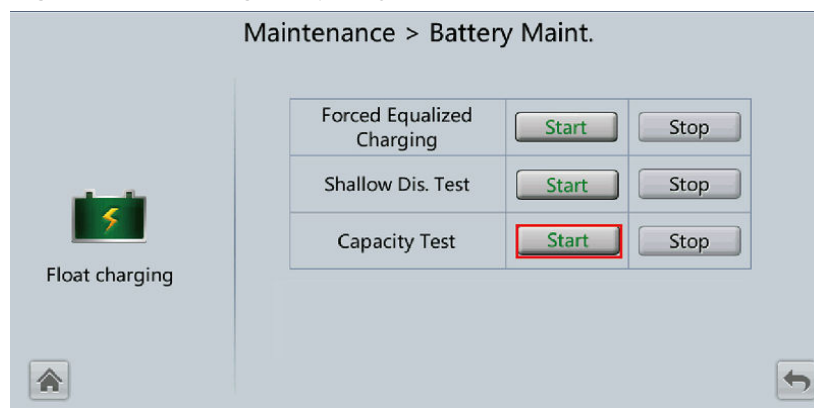 Maintenance > Battery Maint.
Forced Equalized
Charging
Start
Stop
Shallow Dis. Test
Start
Stop
Capacity Test
Start
Stop
Float charging